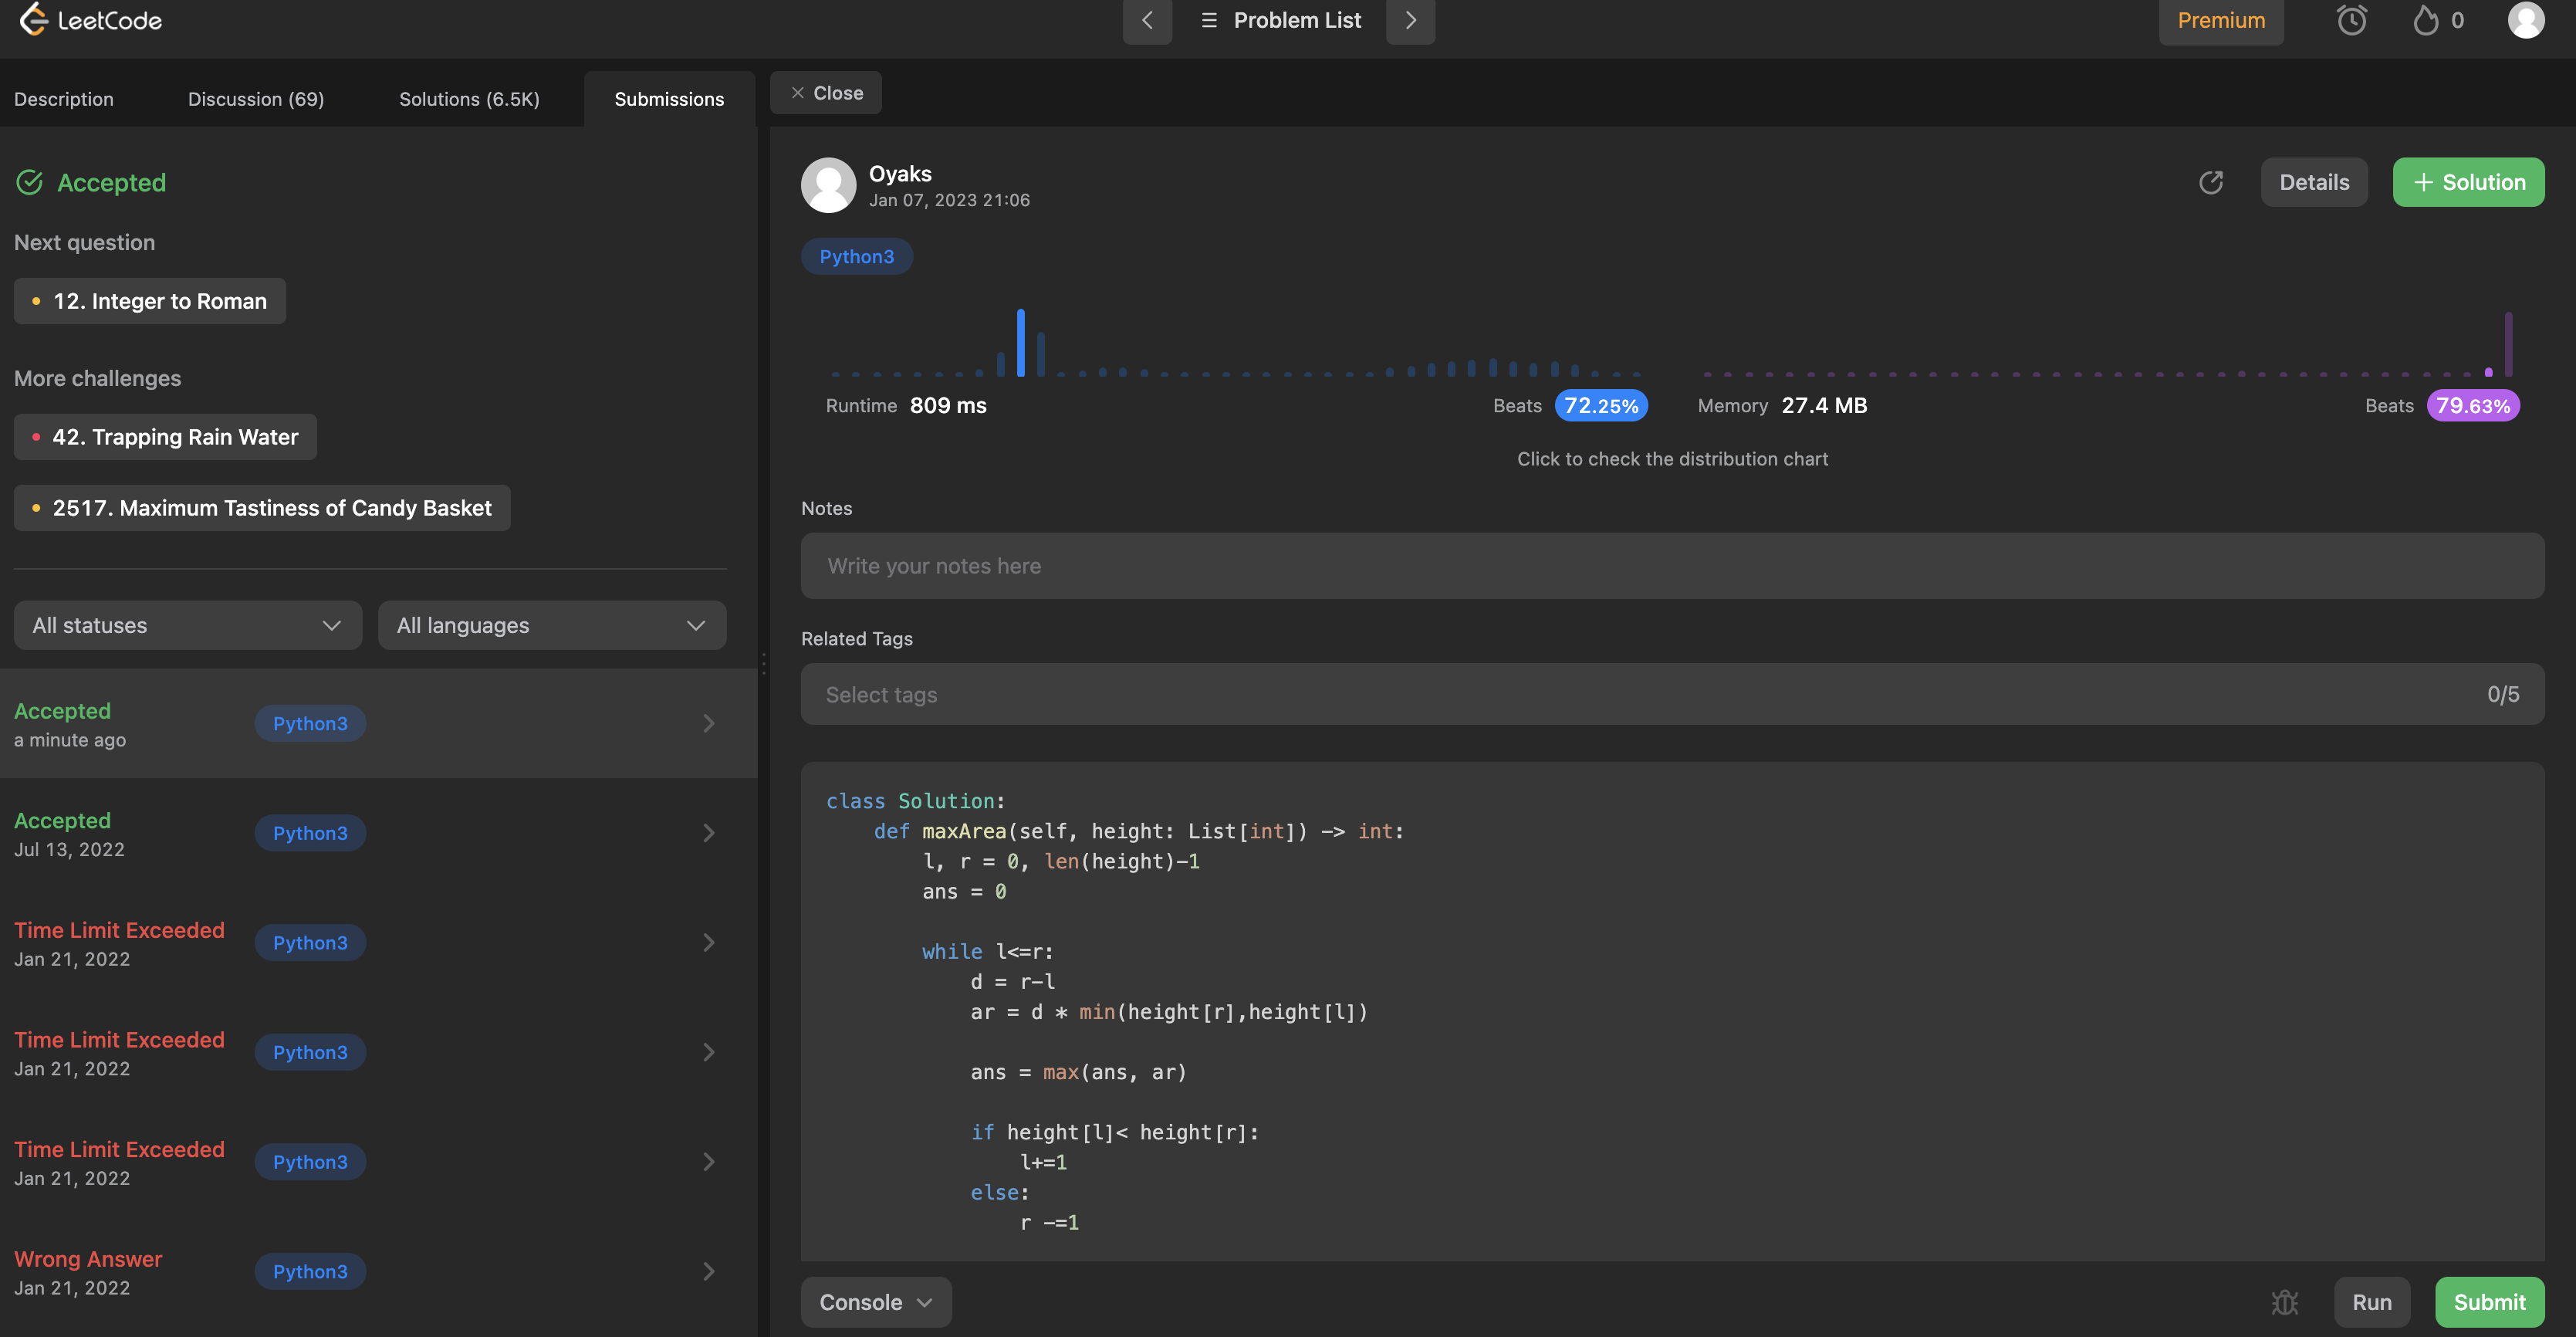 LeetCode
Problem List
Premium
0
Description
Discussion (69)
Solutions (6.5K)
Submissions
Close
Accepted
Next question
12. Integer to Roman
More challenges
42. Trapping Rain Water
2517. Maximum Tastiness of Candy Basket
All statuses
All languages
Accepted
a minute ago
Python3
Accepted
Jul 13, 2022
Python3
Time Limit Exceeded
Jan 21, 2022
Python3
Time Limit Exceeded
Jan 21, 2022
Python3
Time Limit Exceeded
Jan 21, 2022
Python3
Wrong Answer
Jan 21, 2022
Python3
Oyaks
Jan 07, 2023 21:06
Details
+ Solution
Python3
Runtime 809 ms
Beats 72.25%
Memory 27.4 MB
Beats 79.63%
Click to check the distribution chart
Notes
Write your notes here
Related Tags
Select tags
0/5
class Solution:
    def maxArea(self, height: List[int]) -> int:
        l, r = 0, len(height)-1
        ans = 0
        while l<=r:
            d = r-l
            ar = d * min(height[r],height[l])
            ans = max(ans, ar)
            if height[l]< height[r]:
                l+=1
            else:
                r -=1
Console
Run
Submit